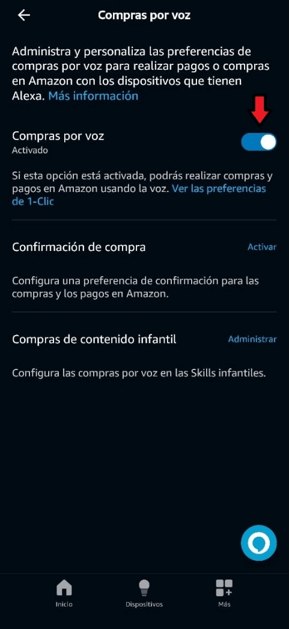 Compras por voz
Administra y personaliza las preferencias de
compras por voz para realizar pagos o compras
en Amazon con los dispositivos que tienen
Alexa. Más información
Compras por voz
Activado
Si esta opción está activada, podrás realizar compras y
pagos en Amazon usando la voz. Ver las preferencias
de 1-Clic
Confirmación de compra Activar
Configura una preferencia de confirmación para las
compras y los pagos en Amazon.
Compras de contenido infantil Administrar
Configura las compras por voz en las Skills infantiles.
Inicio Dispositivos Más